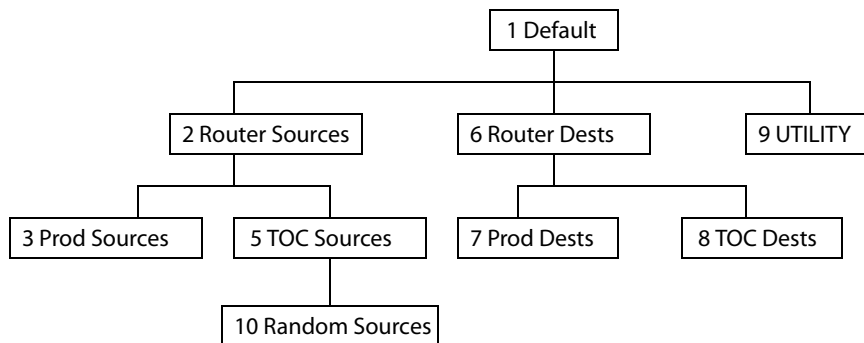 1 Default
2 Router Sources
6 Router Dests
9 UTILITY
3 Prod Sources
5 TOC Sources
7 Prod Dests
8 TOC Dests
10 Random Sources